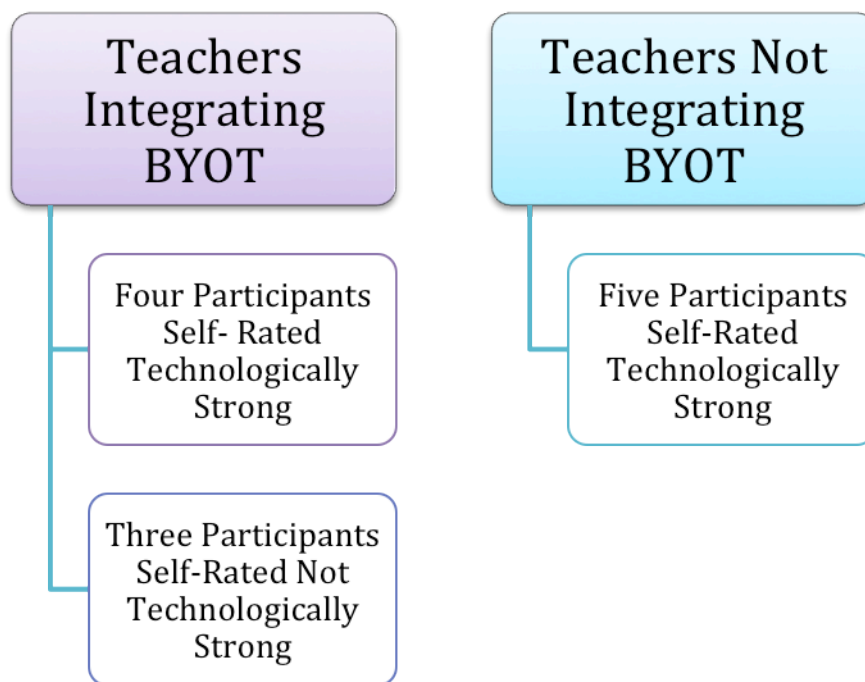 Teachers
Integrating
BYOT
Four Participants
Self- Rated
Technologically
Strong
Three Participants
Self-Rated Not
Technologically
Strong
Teachers Not
Integrating
BYOT
Five Participants
Self-Rated
Technologically
Strong